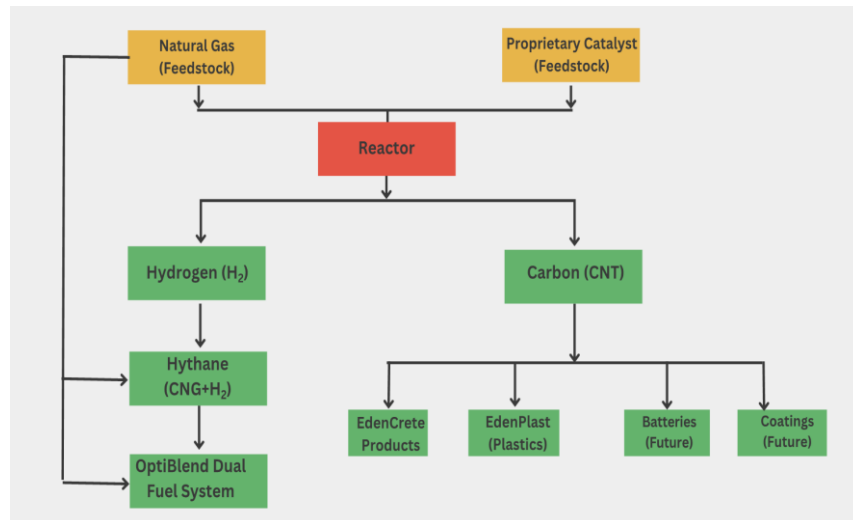 Natural Gas
(Feedstock)
Proprietary Catalyst
(Feedstock)
Reactor
Hydrogen (H₂)
Carbon (CNT)
Hythane
(CNG+H₂)
EdenCrete
Products
EdenPlast
(Plastics)
Batteries
(Future)
Coatings
(Future)
OptiBlend Dual
Fuel System